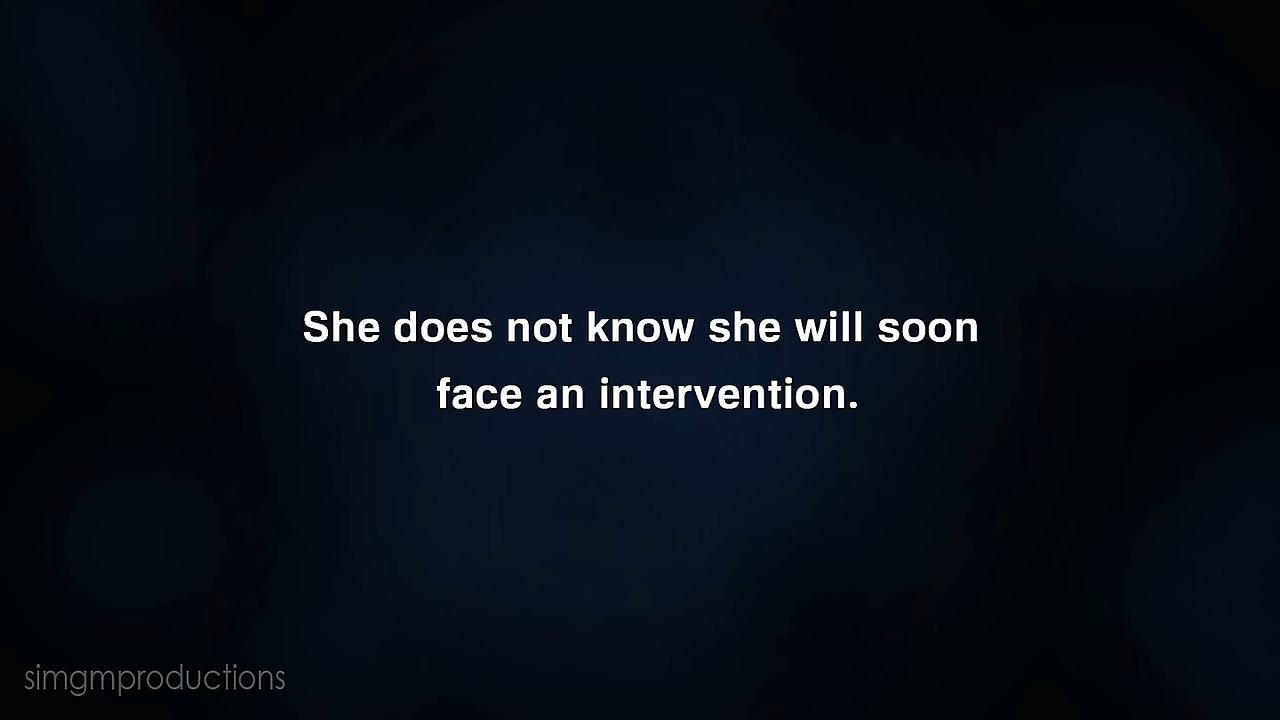 She does not know she will soon
face an intervention.
simgmproductions